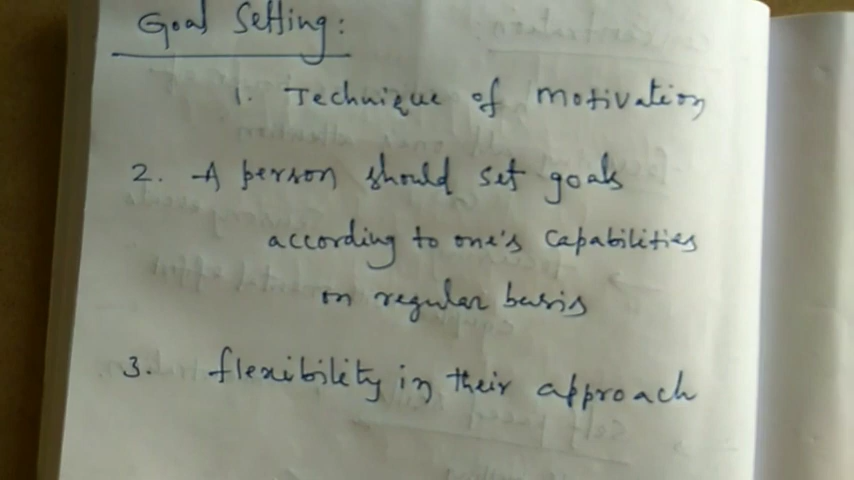 Goal Setting:
1. Technique of motivation
2. A person should set goals
according to one's capabilities
on regular basis
3. flexibility in their approach